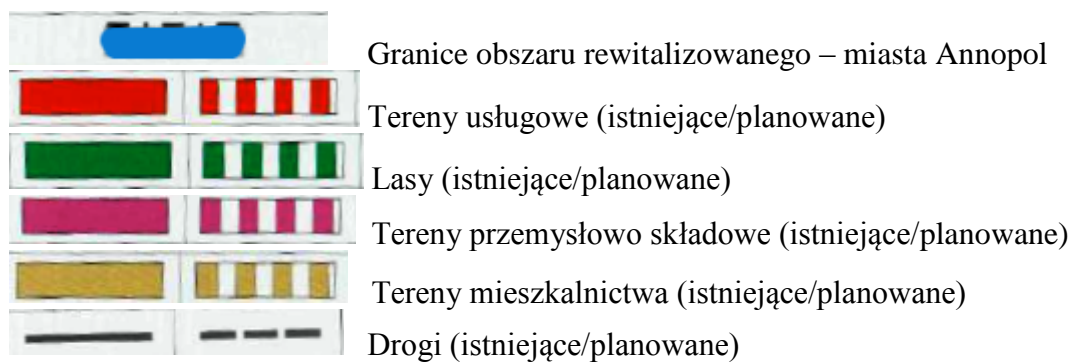 Granice obszaru rewitalizowanego – miasta Annopol
Tereny usługowe (istniejące/planowane)
Lasy (istniejące/planowane)
Tereny przemysłowo składowe (istniejące/planowane)
Tereny mieszkalnictwa (istniejące/planowane)
Drogi (istniejące/planowane)